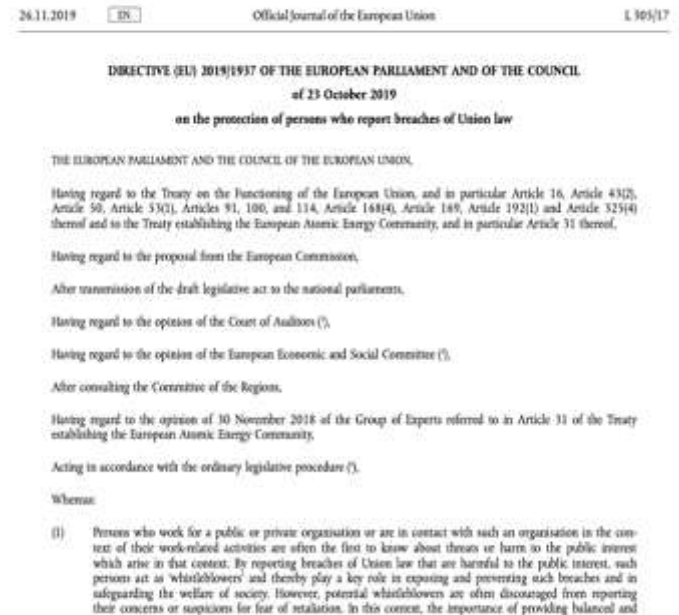 26.11.2019 EN Official Journal of the European Union L 305/17
DIRECTIVE (EU) 2019/1937 OF THE EUROPEAN PARLIAMENT AND OF THE COUNCIL
of 23 October 2019
on the protection of persons who report breaches of Union law
THE EUROPEAN PARLIAMENT AND THE COUNCIL OF THE EUROPEAN UNION,
Having regard to the Treaty on the Functioning of the European Union, and in particular Article 16, Article 43(2),
Article 50, Article 53(1), Articles 91, 100, and 114, Article 168(4), Article 169, Article 192(1) and Article 325(4)
thereof and to the Treaty establishing the European Atomic Energy Community, and in particular Article 31 thereof,
Having regard to the proposal from the European Commission,
After transmission of the draft legislative act to the national parliaments,
Having regard to the opinion of the Court of Auditors (¹),
Having regard to the opinion of the European Economic and Social Committee (²),
After consulting the Committee of the Regions,
Having regard to the opinion of 30 November 2018 of the Group of Experts referred to in Article 31 of the Treaty
establishing the European Atomic Energy Community,
Acting in accordance with the ordinary legislative procedure (³),
Whereas:
(1) Persons who work for a public or private organisation or are in contact with such an organisation in the con-
text of their work-related activities are often the first to know about threats or harm to the public interest
which arise in that context. By reporting breaches of Union law that are harmful to the public interest, such
persons act as ‘whistleblowers’ and thereby play a key role in exposing and preventing such breaches and in
safeguarding the welfare of society. However, potential whistleblowers are often discouraged from reporting
their concerns or suspicions for fear of retaliation. In this context, the importance of providing balanced and